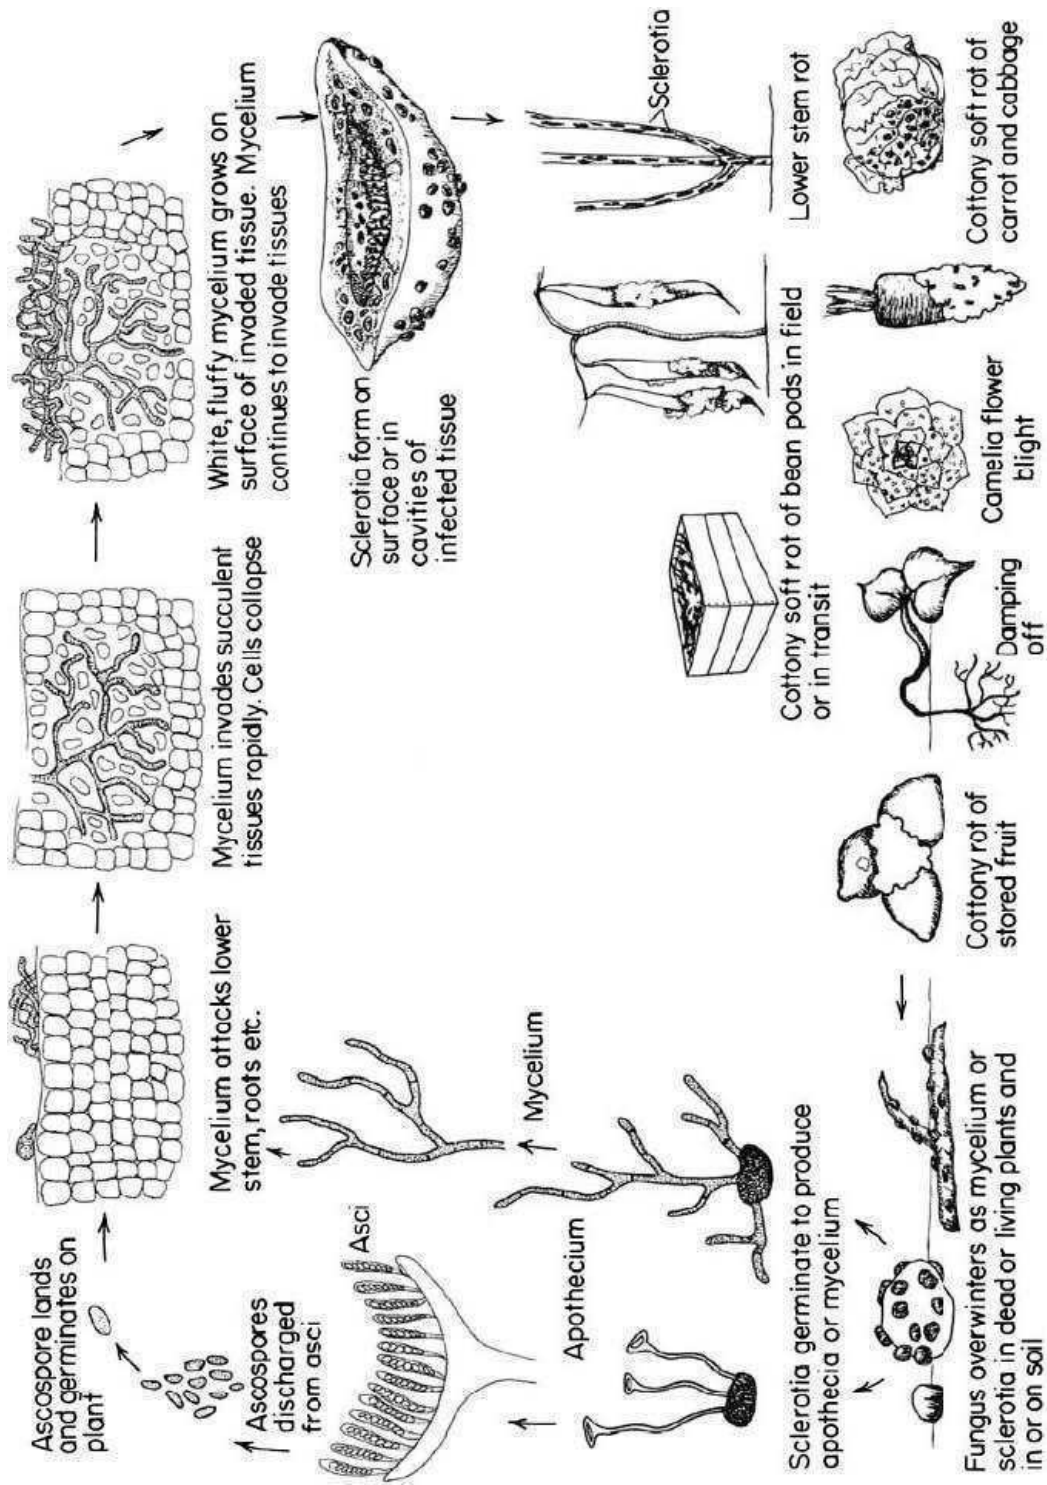 Ascospore lands
and germinates on
plant
Ascospores
discharged
from asci
Asci
Apothecium
Mycelium attacks lower
stem, roots etc.
Mycelium
Mycelium invades succulent
tissues rapidly. Cells collapse
White, fluffy mycelium grows on
surface of invaded tissue. Mycelium
continues to invade tissues
Sclerotia form on
surface or in
cavities of
infected tissue
Sclerotia
Lower stem rot
Cottony soft rot of bean pods in field
or in transit
Sclerotia germinate to produce
apothecia or mycelium
Fungus overwinters as mycelium or
sclerotia in dead or living plants and
in or on soil
Cottony rot of
stored fruit
Damping
off
Camelia flower
blight
Cottony soft rot of
carrot and cabbage